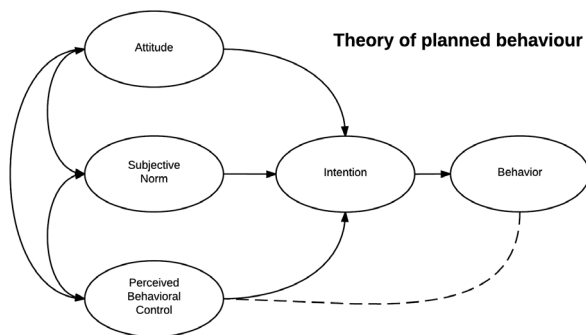 Theory of planned behaviour
Attitude
Subjective
Norm
Intention
Behavior
Perceived
Behavioral
Control